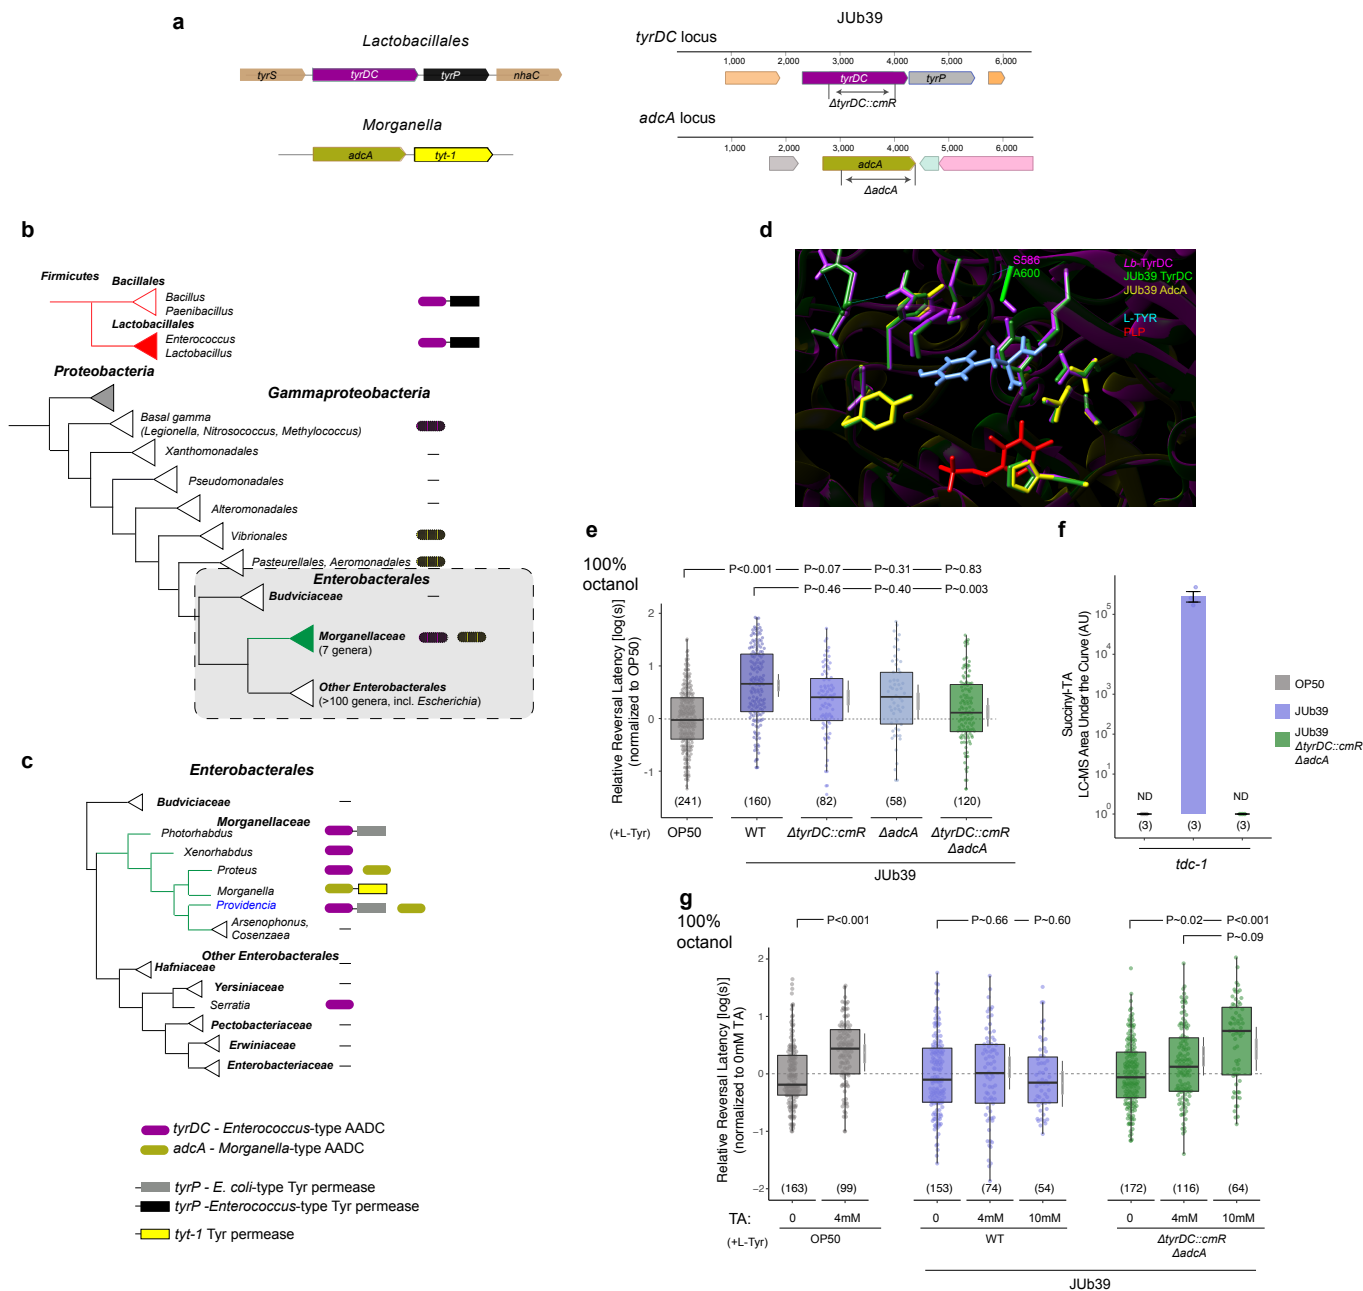 a
Lactobacillales
tyrS
tyrDC
tyrP
nhaC
Morganella
adcA
tyt-1
JUb39
tyrDC locus
1,000 2,000 3,000 4,000 5,000 6,000
tyrDC
tyrP
ΔtyrDC::cmR
adcA locus
1,000 2,000 3,000 4,000 5,000 6,000
adcA
ΔadcA
b
Firmicutes
Bacillales
Bacillus
Paenibacillus
Lactobacillales
Enterococcus
Lactobacillus
Proteobacteria
Gammaproteobacteria
Basal gamma
(Legionella, Nitrosococcus, Methylococcus)
Xanthomonadales
Pseudomonadales
Alteromonadales
Vibrionales
Pasteurellales, Aeromonadales
Enterobacterales
Budviciaceae
Morganellaceae
(7 genera)
Other Enterobacterales
(>100 genera, incl. Escherichia)
c
Enterobacterales
Budviciaceae
Morganellaceae
Photorhabdus
Xenorhabdus
Proteus
Morganella
Providencia
Arsenophonus,
Cosenzaea
Other Enterobacterales
Hafniaceae
Yersiniaceae
Serratia
Pectobacteriaceae
Erwiniaceae
Enterobacteriaceae
tyrDC - Enterococcus-type AADC
adcA - Morganella-type AADC
tyrP - E. coli-type Tyr permease
tyrP -Enterococcus-type Tyr permease
tyt-1 Tyr permease
d
S586
A600
Lb-TyrDC
JUb39 TyrDC
JUb39 AdcA
L-TYR
PLP
e
100%
octanol
P<0.001 P~0.07 P~0.31 P~0.83
P~0.46 P~0.40 P~0.003
Relative Reversal Latency [log(s)]
(normalized to OP50)
2
1
0
-1
(241) (160) (82) (58) (120)
(+L-Tyr)
OP50 WT ΔtyrDC::cmR ΔadcA ΔtyrDC::cmR
ΔadcA
JUb39
f
Succinyl-TA
LC-MS Area Under the Curve (AU)
10^5
10^4
10^3
10^2
10^1
10^0
ND ND
(3) (3) (3)
tdc-1
OP50
JUb39
JUb39
ΔtyrDC::cmR
ΔadcA
g
100%
octanol
P<0.001 P~0.66 P~0.60 P~0.02 P<0.001
P~0.09
Relative Reversal Latency [log(s)]
(normalized to 0mM TA)
2
1
0
−1
−2
(163) (99) (153) (74) (54) (172) (116) (64)
TA: 0 4mM 0 4mM 10mM 0 4mM 10mM
(+L-Tyr) OP50 WT ΔtyrDC::cmR
ΔadcA
JUb39